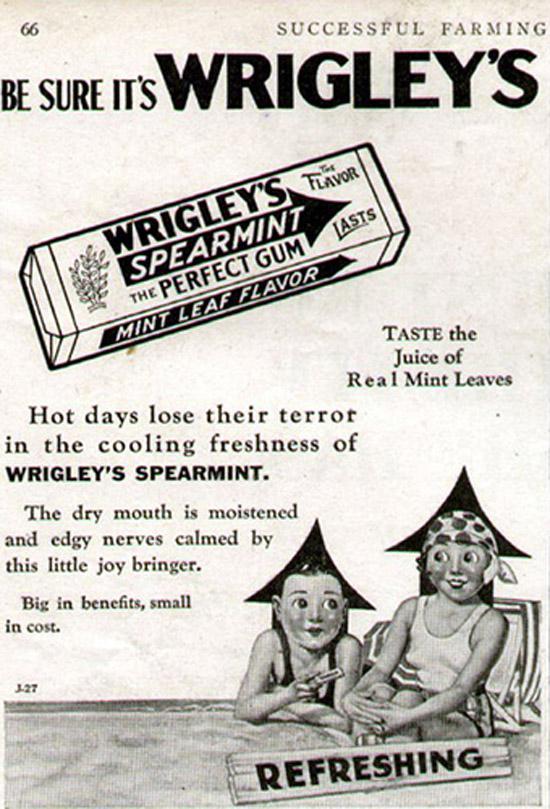 66
SUCCESSFUL FARMING
BE SURE IT'S WRIGLEY'S
WRIGLEY'S
SPEARMINT
THE PERFECT GUM
MINT LEAF FLAVOR
THE FLAVOR
LASTS
TASTE the
Juice of
Real Mint Leaves
Hot days lose their terror
in the cooling freshness of
WRIGLEY'S SPEARMINT.
The dry mouth is moistened
and edgy nerves calmed by
this little joy bringer.
Big in benefits, small
in cost.
J-27
REFRESHING